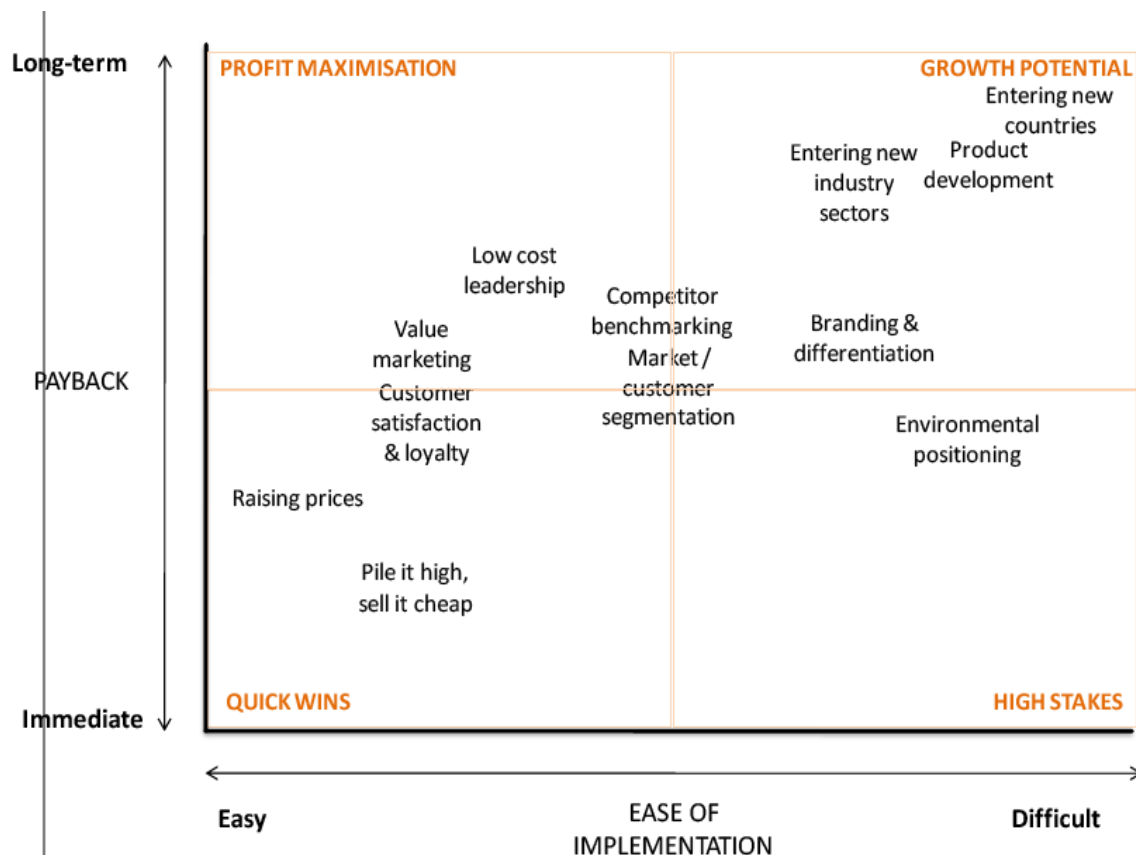 Long-term
PROFIT MAXIMISATION
GROWTH POTENTIAL
Entering new
countries
Entering new
industry
sectors
Product
development
Low cost
leadership
Competitor
benchmarking
Branding &
differentiation
Value
marketing
Market /
customer
segmentation
PAYBACK
Customer
satisfaction
& loyalty
Environmental
positioning
Raising prices
Pile it high,
sell it cheap
QUICK WINS
HIGH STAKES
Immediate
Easy
EASE OF
IMPLEMENTATION
Difficult